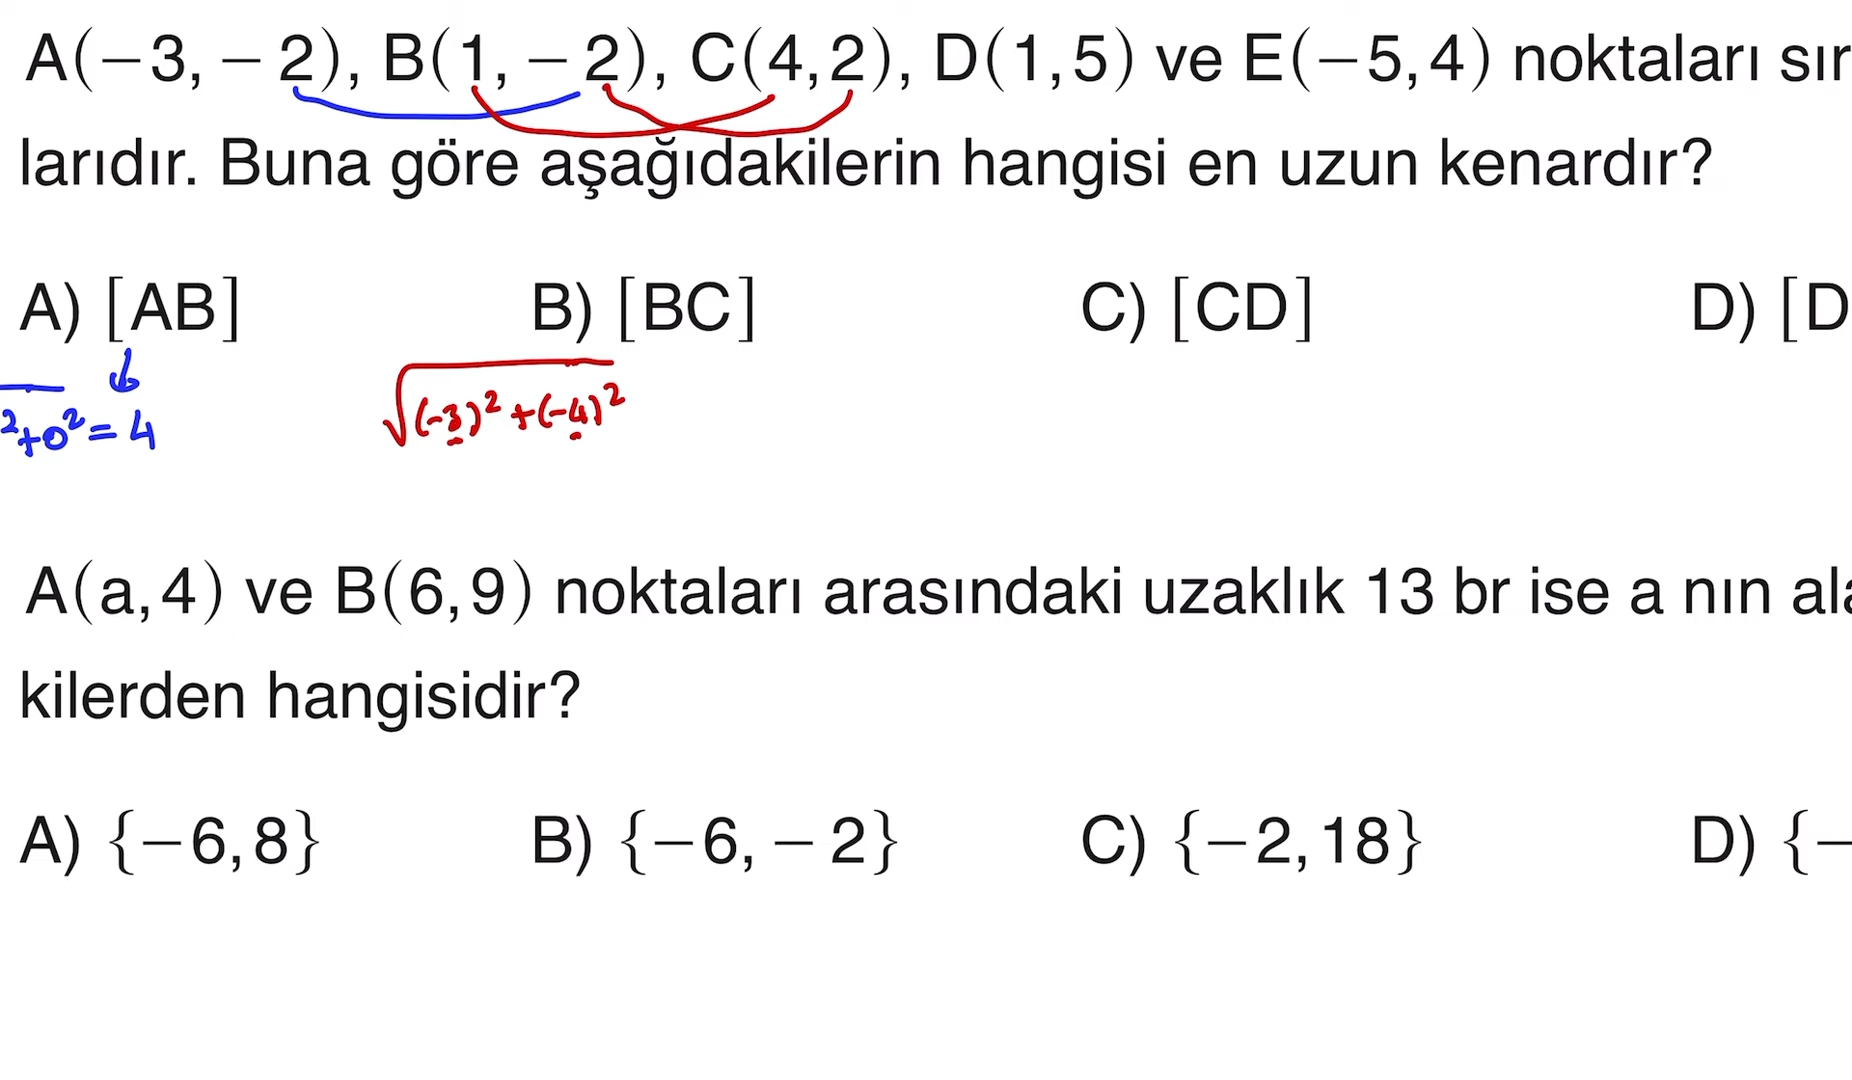 A(−3, − 2), B(1, − 2), C(4,2), D(1,5) ve E(−5,4) noktaları sır
larıdır. Buna göre aşağıdakilerin hangisi en uzun kenardır?
A) [AB] B) [BC] C) [CD] D) [D
²+0² = 4 √(-3)² + (-4)²
A(a,4) ve B(6,9) noktaları arasındaki uzaklık 13 br ise a nın ala
kilerden hangisidir?
A) {−6,8} B) {−6, − 2} C) {−2,18} D) {−